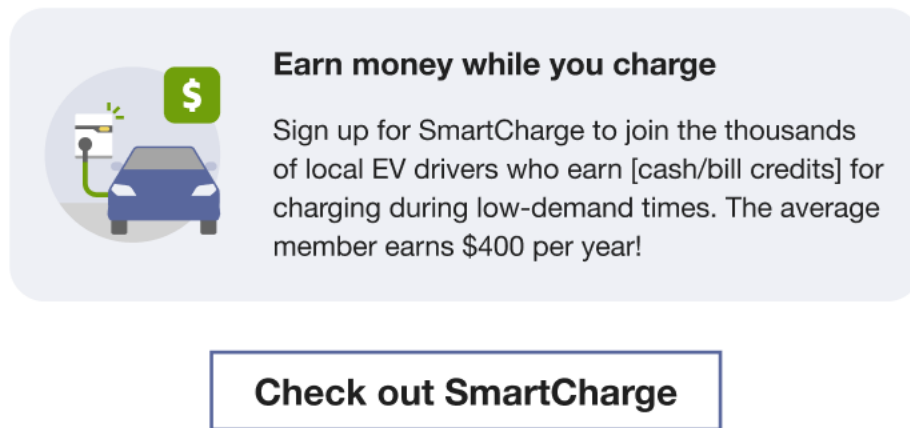 $
Earn money while you charge
Sign up for SmartCharge to join the thousands
of local EV drivers who earn [cash/bill credits] for
charging during low-demand times. The average
member earns $400 per year!
Check out SmartCharge